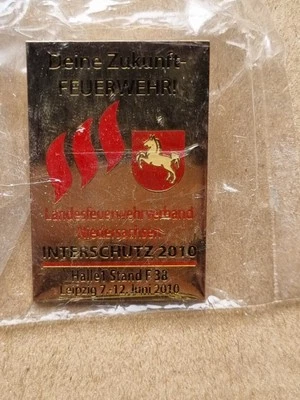 Deine Zukunft-
FEUERWEHR!
Landesfeuerwehrverband
Niedersachsen
INTERSCHUTZ 2010
Halle 1 Stand F 38
Leipzig 7.-12. Juni 2010